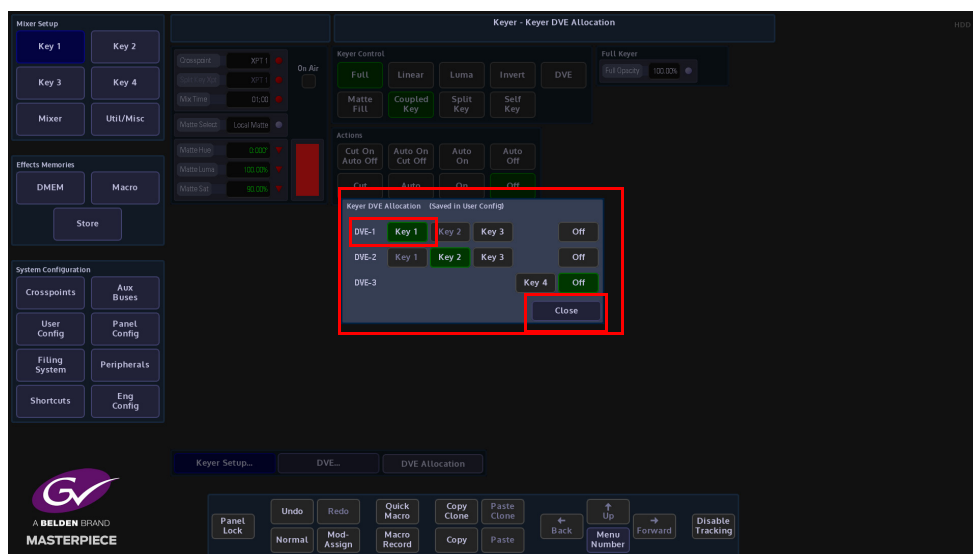 Mixer Setup
Keyer - Keyer DVE Allocation
HDD
Key 1
Key 2
Key 3
Key 4
Mixer
Util/Misc
Effects Memories
DMEM
Macro
Store
System Configuration
Crosspoints
Aux
Buses
User
Config
Panel
Config
Filing
System
Peripherals
Shortcuts
Eng
Config
Crosspoint
XPT 1
Split Key Xpt
XPT 1
Mix Time
01:00
Matte Select
Local Matte
Matte Hue
0.000°
Matte Luma
100.00%
Matte Sat
90.00%
On Air
Keyer Control
Full
Linear
Luma
Invert
DVE
Matte
Fill
Coupled
Key
Split
Key
Self
Key
Full Keyer
Full Opacity
100.00%
Actions
Cut On
Auto Off
Auto On
Cut Off
Auto
On
Auto
Off
Cut
Auto
On
Off
Keyer DVE Allocation (Saved in User Config)
DVE-1
Key 1
Key 2
Key 3
Off
DVE-2
Key 1
Key 2
Key 3
Off
DVE-3
Key 4
Off
Close
Keyer Setup...
DVE...
DVE Allocation
GV
A BELDEN BRAND
MASTERPIECE
Panel
Lock
Undo
Redo
Quick
Macro
Copy
Clone
Paste
Clone
Normal
Mod-
Assign
Macro
Record
Copy
Paste
←
Back
↑
Up
Menu
Number
→
Forward
Disable
Tracking